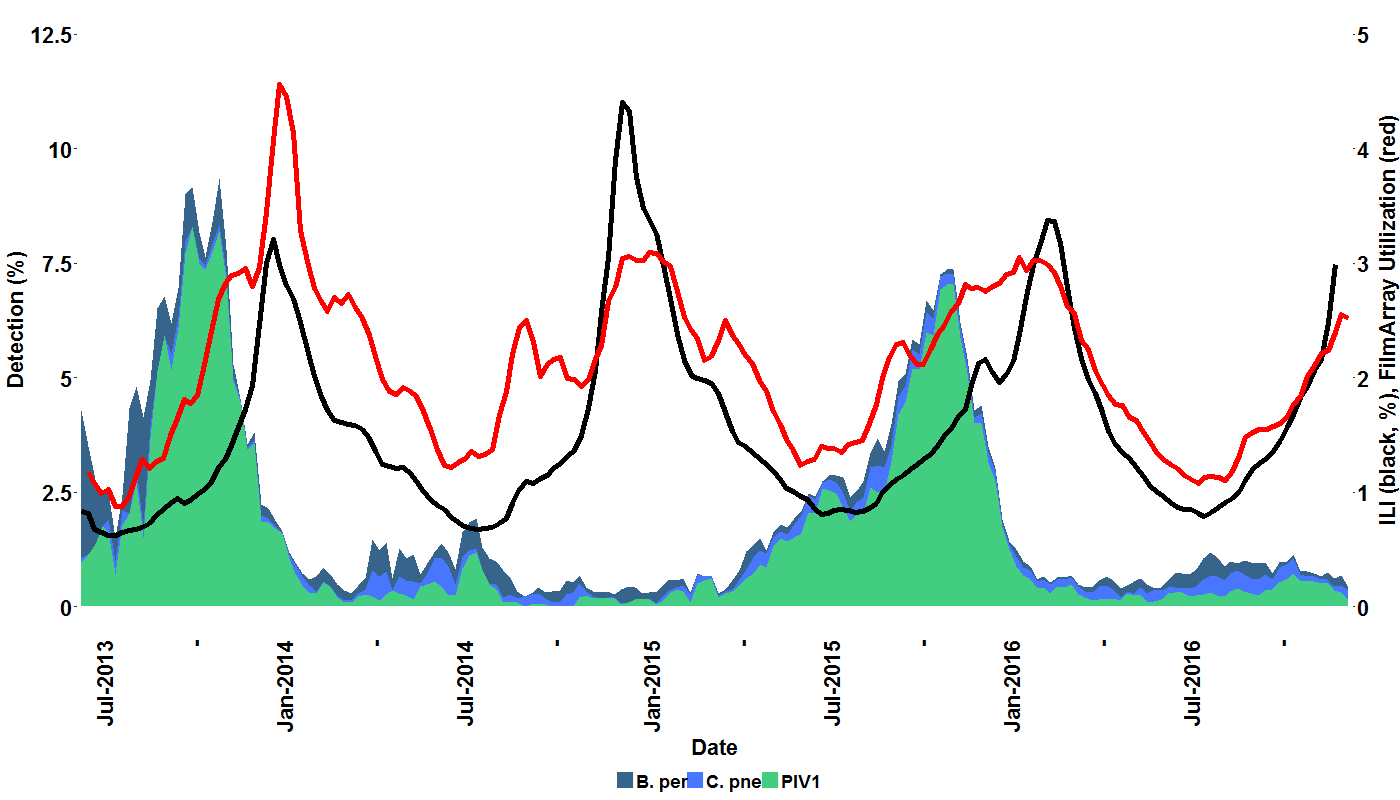 12.5
10
7.5
5
2.5
0
Detection (%)
5
4
3
2
1
0
ILI (black, %), FilmArray Utilization (red)
Jul-2013
-
Jan-2014
-
Jul-2014
-
Jan-2015
-
Jul-2015
-
Jan-2016
-
Jul-2016
-
Date
B. per C. pne PIV1